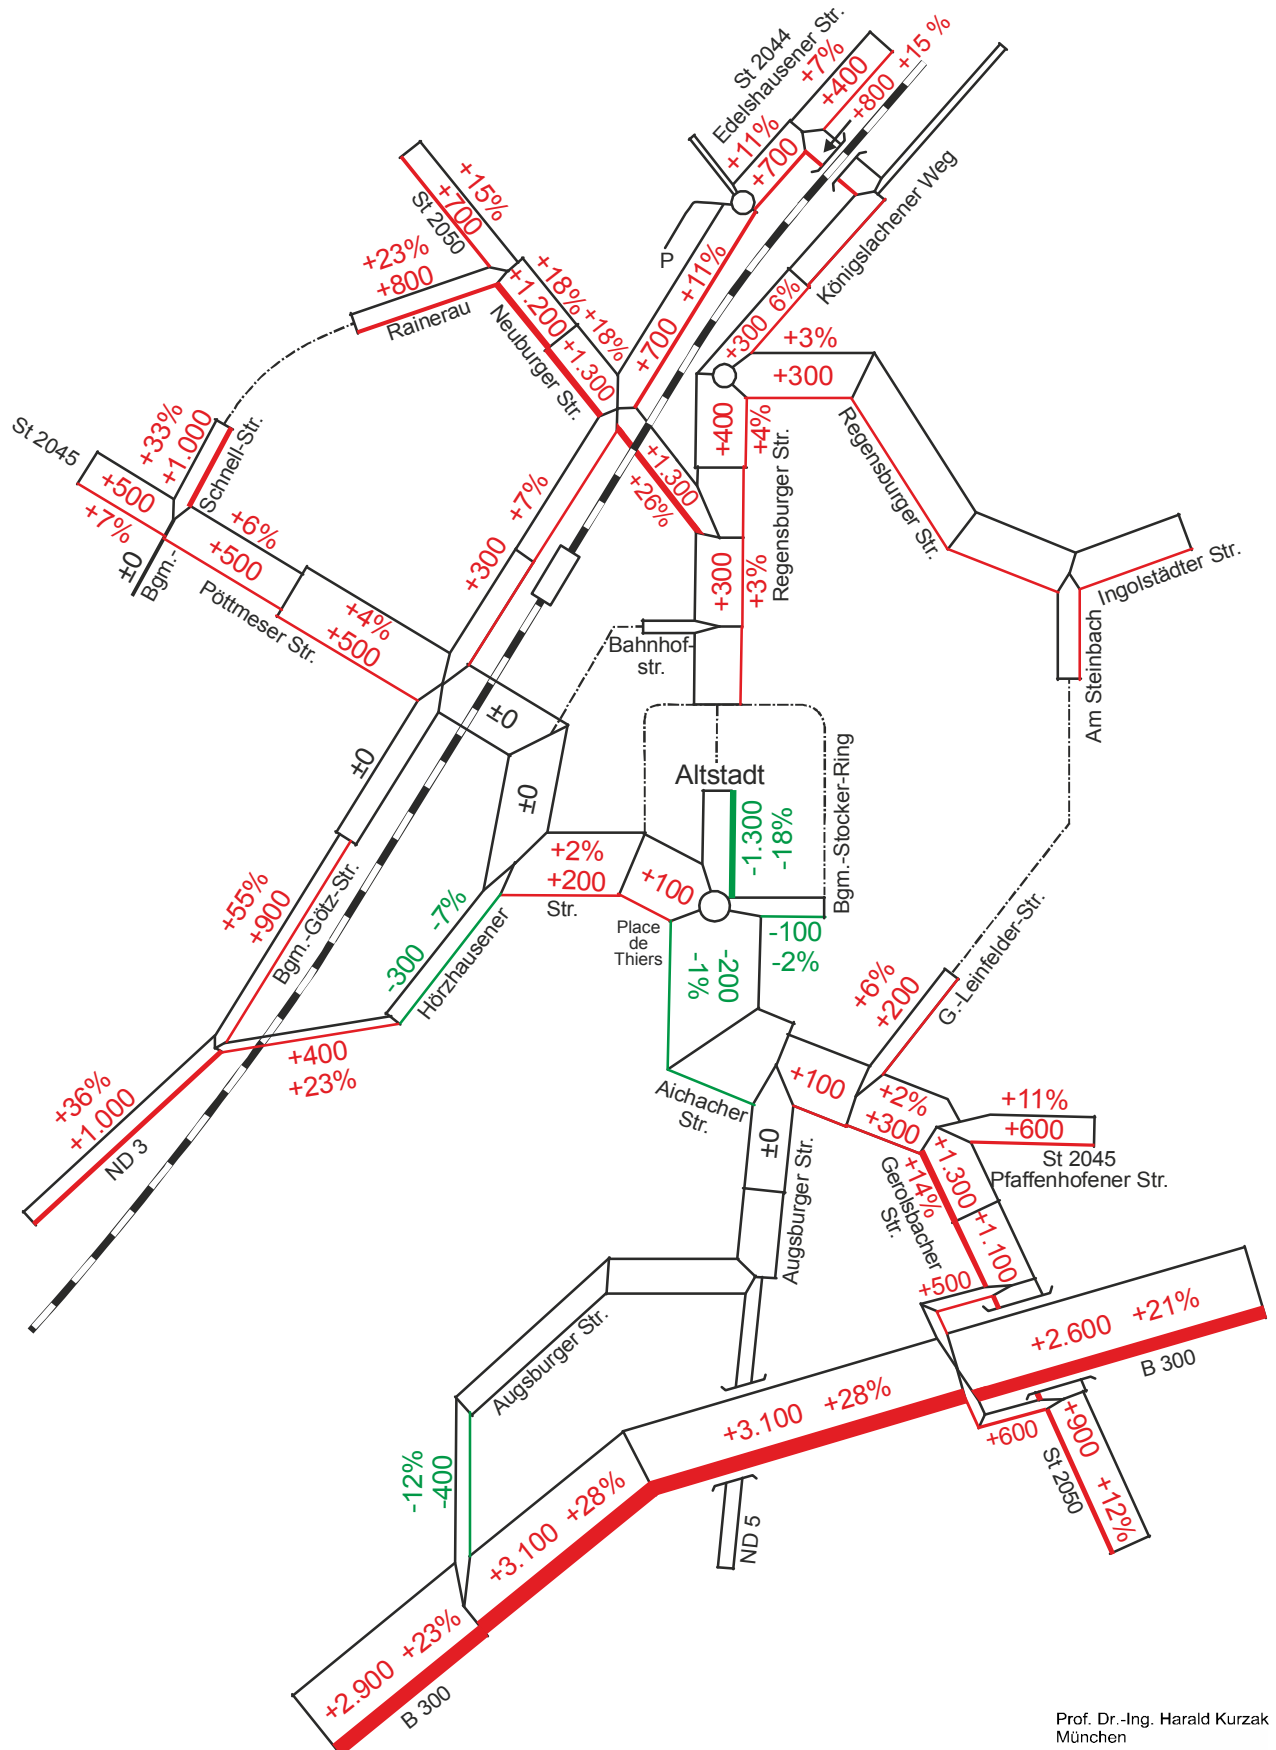 St 2044
Edelshausener Str.
+7%
+400
+15 %
+800
+11%
+700
Königslachener Weg
+15%
+700
St 2050
P
+11%
+700
+23%
+800
Rainerau
+18%
+1.200
+18%
+1.300
Neuburger Str.
+300 6%
+3%
+300
+400
+4%
Regensburger Str.
Regensburger Str.
St 2045
+33%
+1.000
Schnell-Str.
+500
+7%
±0
Bgm.-
+6%
+500
Pöttmeser Str.
+4%
+500
+7%
+300
+1.300
+26%
+300
+3%
Ingolstädter Str.
Am Steinbach
Bahnhof-
str.
±0
±0
±0
Altstadt
-1.300
-18%
Bgm.-Stocker-Ring
+2%
+200
Str.
+100
Place
de
Thiers
-100
-2%
-200
-1%
+55%
+900
Bgm.-Götz-Str.
-300 -7%
Hörzhausener
+400
+23%
+36%
+1.000
ND 3
+6%
+200
G.-Leinfelder-Str.
Aichacher
Str.
+100
±0
Augsburger Str.
+2%
+300
+11%
+600
St 2045
Pfaffenhofener Str.
+1.300
+14%
Gerolsbacher
Str.
+1.100
+500
Augsburger Str.
+2.600 +21%
B 300
+3.100 +28%
+600
+900 +12%
St 2050
-12%
-400
+3.100 +28%
ND 5
+2.900 +23%
B 300
Prof. Dr.-Ing. Harald Kurzak
München